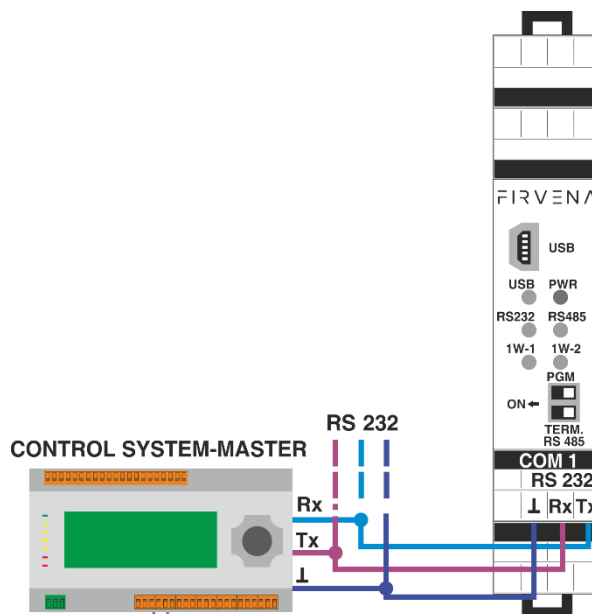 FIRVENA
USB
USB PWR
RS232 RS485
1W-1 1W-2
PGM
ON
TERM.
RS 485
RS 232
CONTROL SYSTEM-MASTER
Rx
Tx
⊥
COM 1
RS 232
⊥ Rx Tx